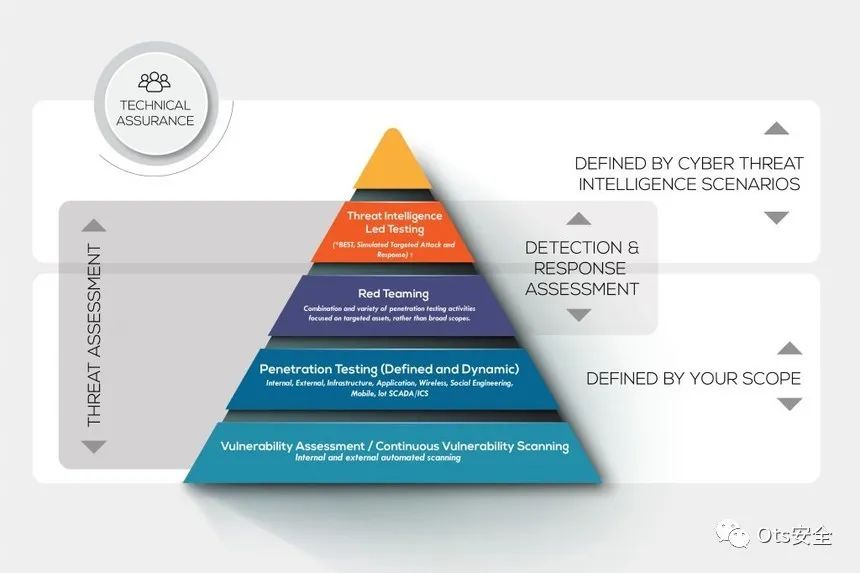 TECHNICAL
ASSURANCE
DEFINED BY CYBER THREAT
INTELLIGENCE SCENARIOS
THREAT ASSESSMENT
Threat Intelligence
Led Testing
(*BEST, Simulated Targeted Attack and
Response) ↑
DETECTION &
RESPONSE
ASSESSMENT
Red Teaming
Combination and variety of penetration testing activities
focused on targeted assets, rather than broad scopes.
Penetration Testing (Defined and Dynamic)
Internal, External, Infrastructure, Application, Wireless, Social Engineering,
Mobile, Iot SCADA/ICS
DEFINED BY YOUR SCOPE
Vulnerability Assessment / Continuous Vulnerability Scanning
Internal and external automated scanning
Ots安全